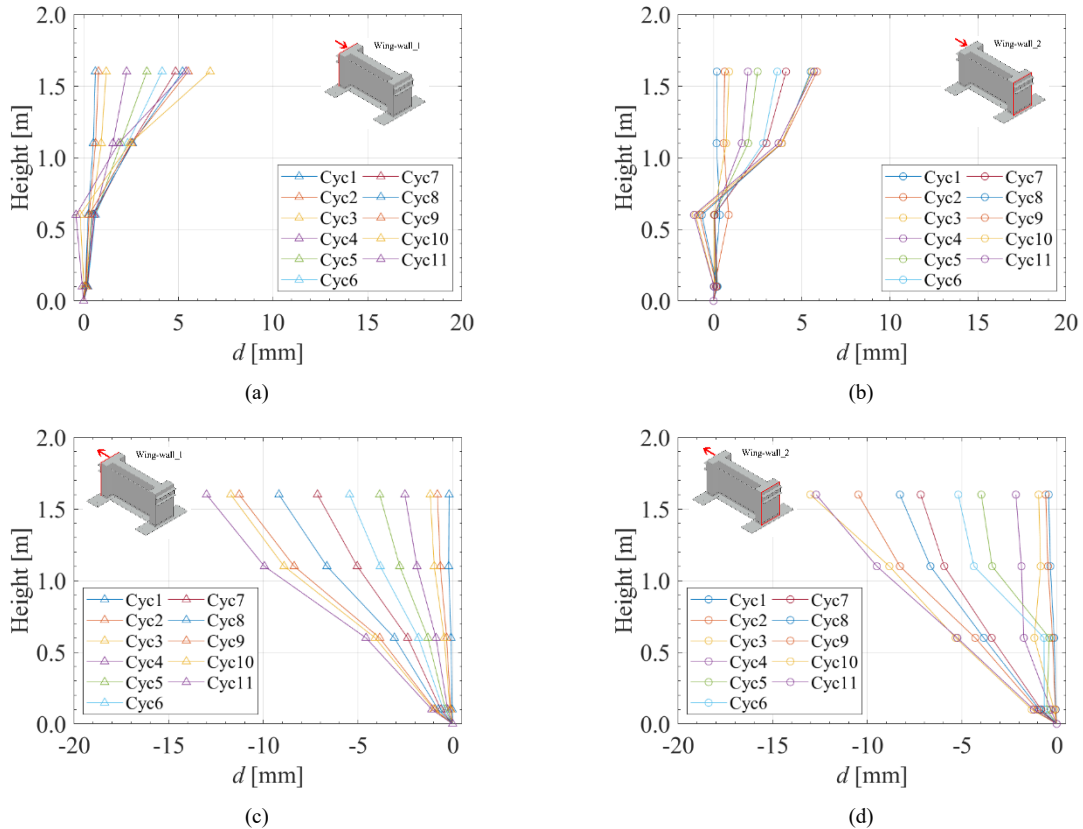 2.0
1.5
1.0
0.5
0.0
Height [m]
Wing-wall_1
Cyc1 Cyc7
Cyc2 Cyc8
Cyc3 Cyc9
Cyc4 Cyc10
Cyc5 Cyc11
Cyc6
0 5 10 15 20
d [mm]
(a)
2.0
1.5
1.0
0.5
0.0
Height [m]
Wing-wall_2
Cyc1 Cyc7
Cyc2 Cyc8
Cyc3 Cyc9
Cyc4 Cyc10
Cyc5 Cyc11
Cyc6
0 5 10 15 20
d [mm]
(b)
2.0
1.5
1.0
0.5
0.0
Height [m]
Wing-wall_1
Cyc1 Cyc7
Cyc2 Cyc8
Cyc3 Cyc9
Cyc4 Cyc10
Cyc5 Cyc11
Cyc6
-20 -15 -10 -5 0
d [mm]
(c)
2.0
1.5
1.0
0.5
0.0
Height [m]
Wing-wall_2
Cyc1 Cyc7
Cyc2 Cyc8
Cyc3 Cyc9
Cyc4 Cyc10
Cyc5 Cyc11
Cyc6
-20 -15 -10 -5 0
d [mm]
(d)